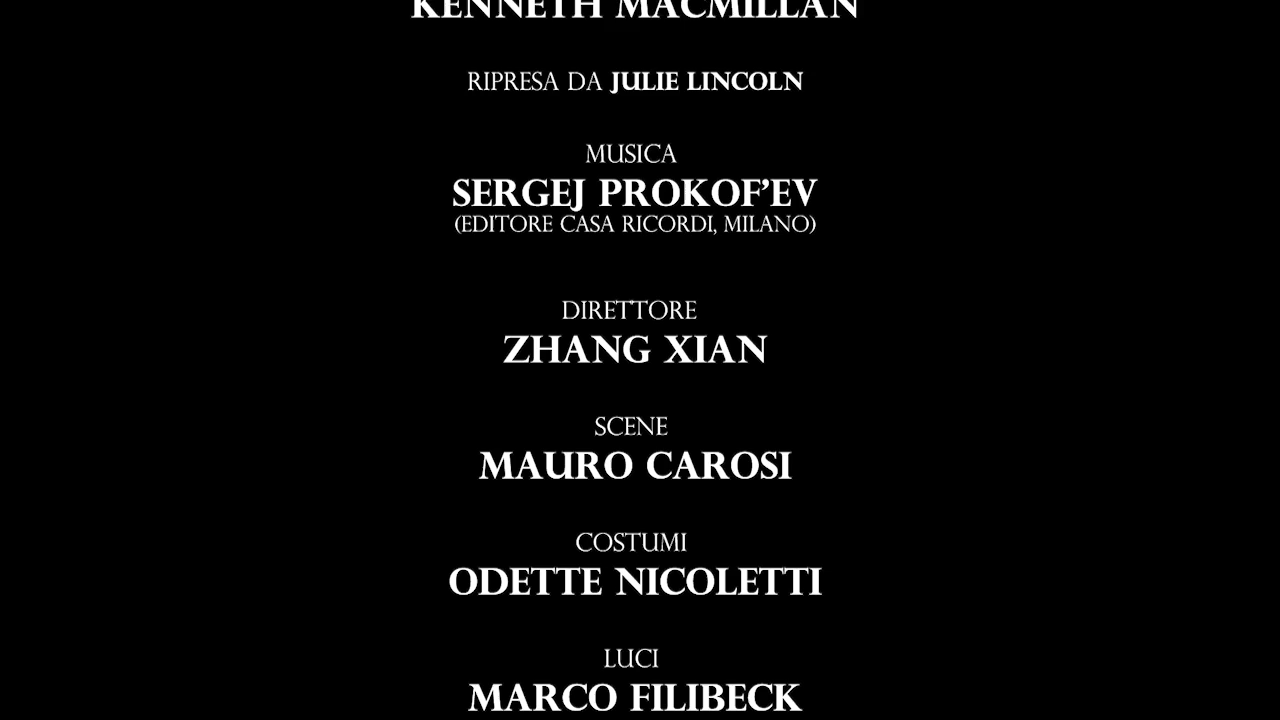 KENNETH MACMILLAN
RIPRESA DA JULIE LINCOLN
MUSICA
SERGEJ PROKOF'EV
(EDITORE CASA RICORDI, MILANO)
DIRETTORE
ZHANG XIAN
SCENE
MAURO CAROSI
COSTUMI
ODETTE NICOLETTI
LUCI
MARCO FILIBECK